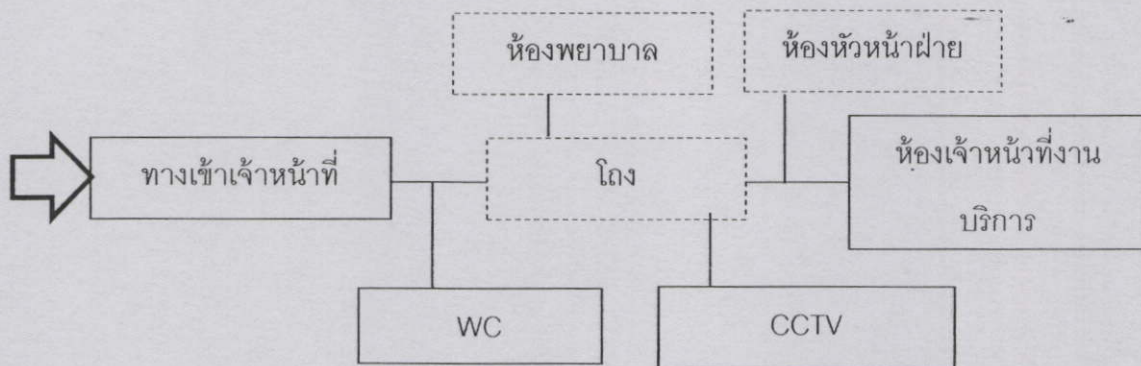 ห้องพยาบาล
ห้องหัวหน้าฝ่าย
ทางเข้าเจ้าหน้าที่
โถง
ห้องเจ้าหน้วที่งาน
บริการ
WC
CCTV